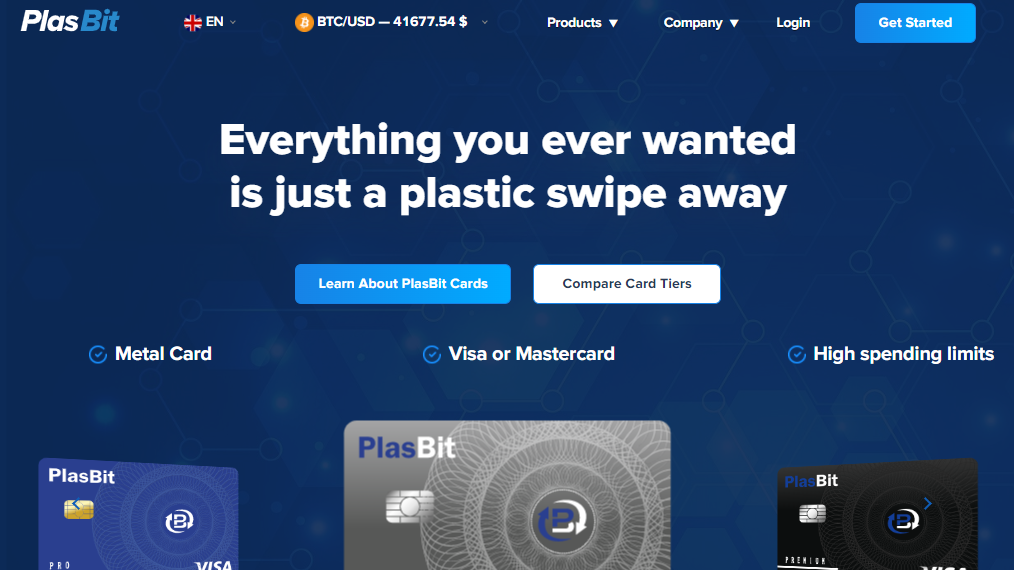 PlasBit
EN
BTC/USD — 41677.54 $
Products ▼
Company ▼
Login
Get Started
Everything you ever wanted
is just a plastic swipe away
Learn About PlasBit Cards
Compare Card Tiers
Metal Card
Visa or Mastercard
High spending limits
PlasBit
PRO
VISA
PlasBit
PlasBit
PREMIUM
VISA